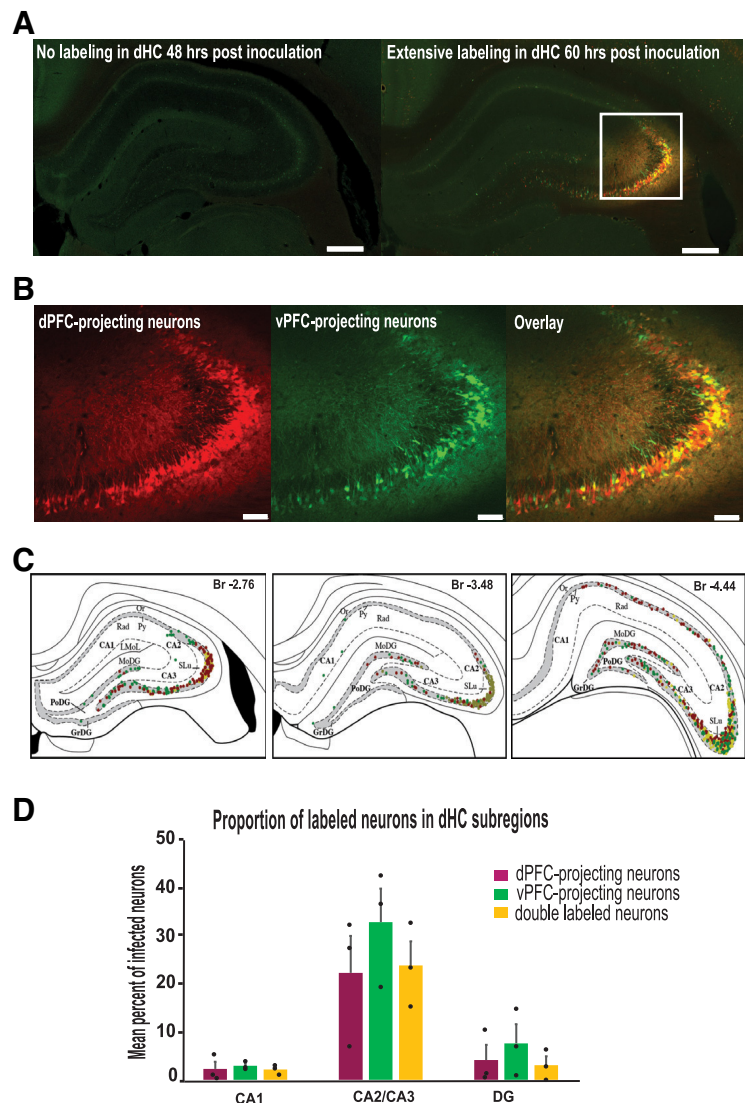 A
No labeling in dHC 48 hrs post inoculation
Extensive labeling in dHC 60 hrs post inoculation
B
dPFC-projecting neurons
vPFC-projecting neurons
Overlay
C
Br -2.76
Or
Rad
Py
CA1
LMoL
CA2
MoDG
SLu
CA3
PoDG
GrDG
Br -3.48
Or
Py
Rad
CA1
MoDG
CA2
CA3
SLu
PoDG
GrDG
Br -4.44
Or
Py
Rad
CA1
MoDG
PoDG
GrDG
CA3
CA2
SLu
D
Proportion of labeled neurons in dHC subregions
Mean percent of infected neurons
50
40
30
20
10
0
dPFC-projecting neurons
vPFC-projecting neurons
double labeled neurons
CA1
CA2/CA3
DG